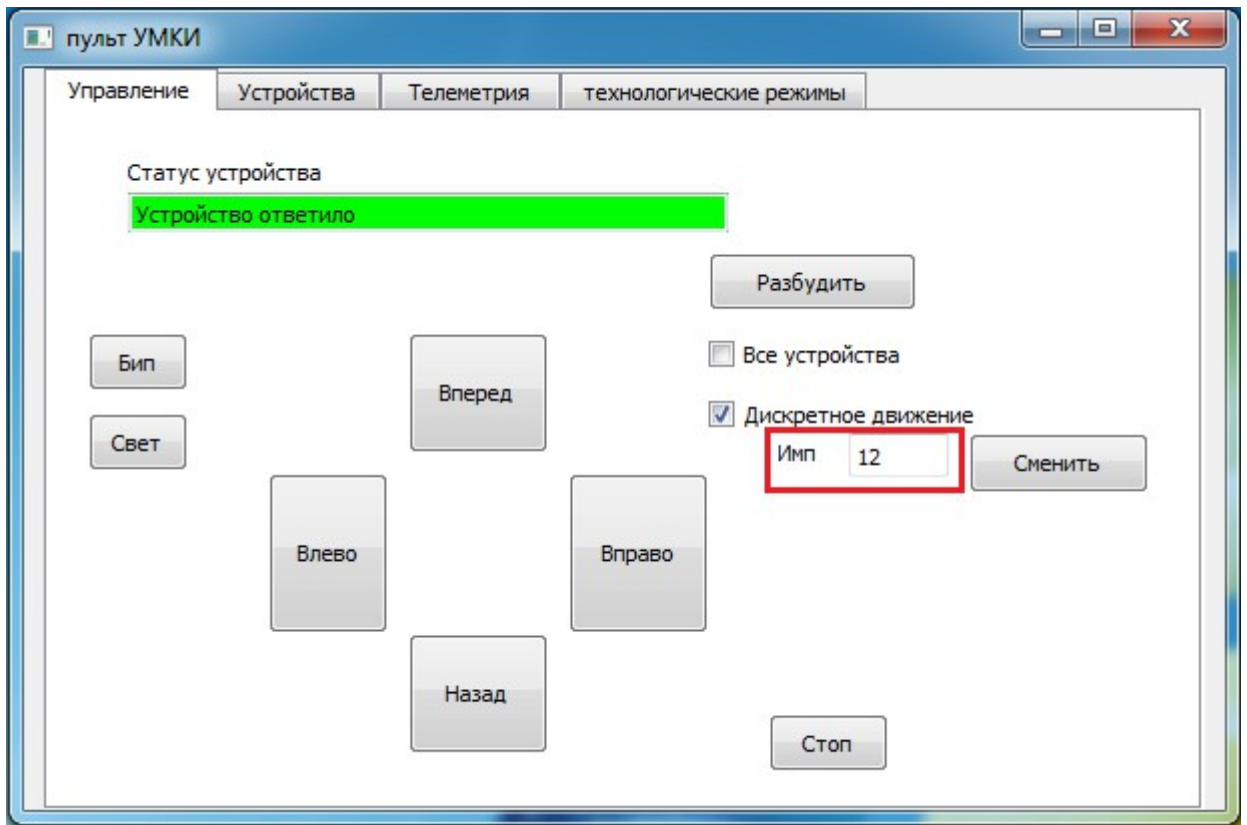 пульт УМКИ
Управление Устройства Телеметрия технологические режимы
Статус устройства
Устройство ответило
Разбудить
Бип
Вперед
Все устройства
Свет
Дискретное движение
Имп 12 Сменить
Влево Вправо
Назад
Стоп